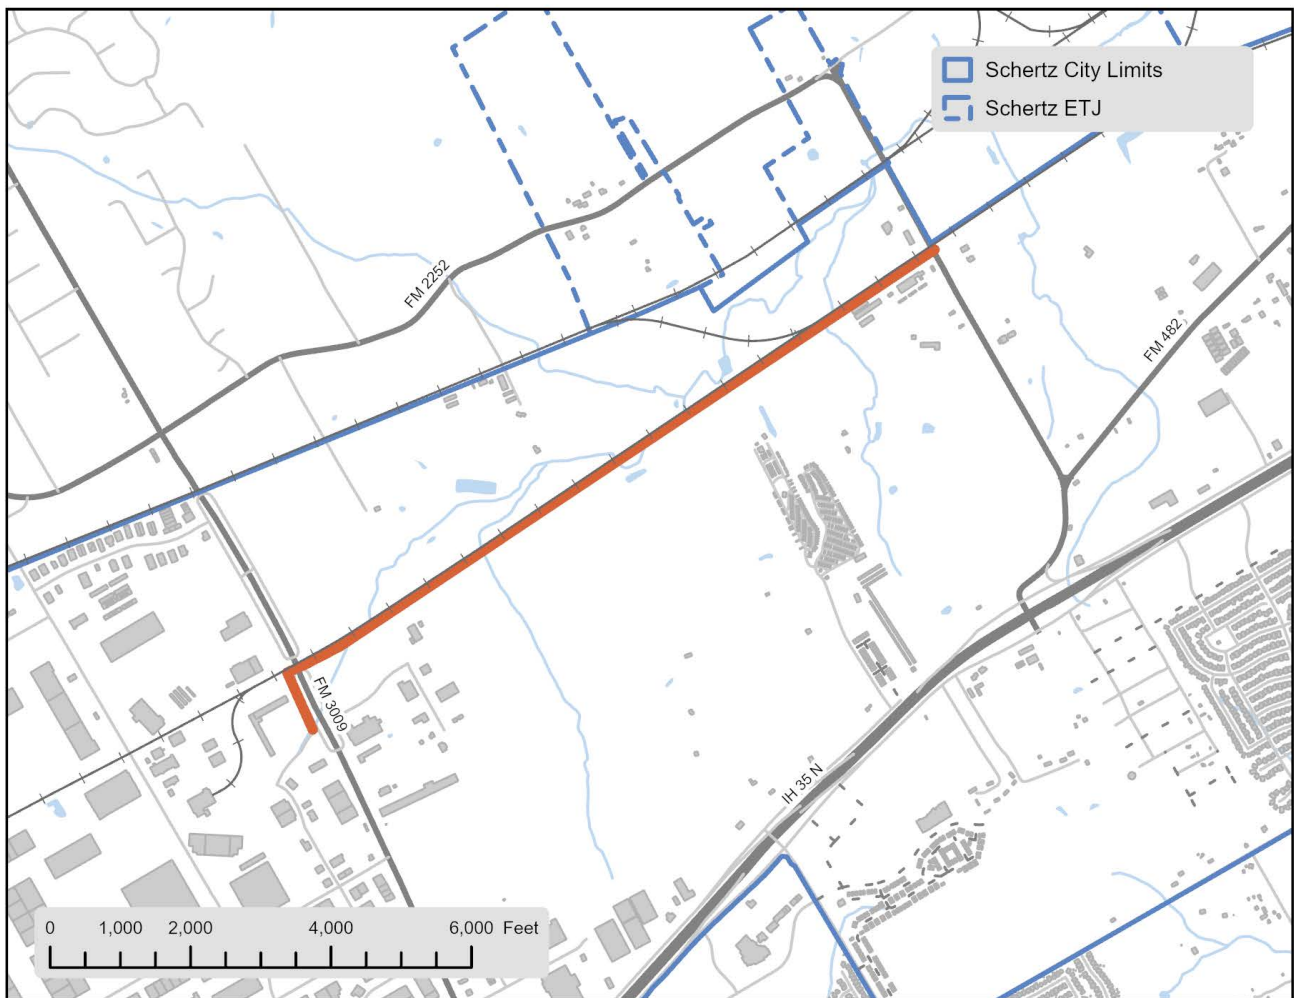 Schertz City Limits
Schertz ETJ
FM 2252
FM 482
FM 3009
IH 35 N
0 1,000 2,000 4,000 6,000 Feet